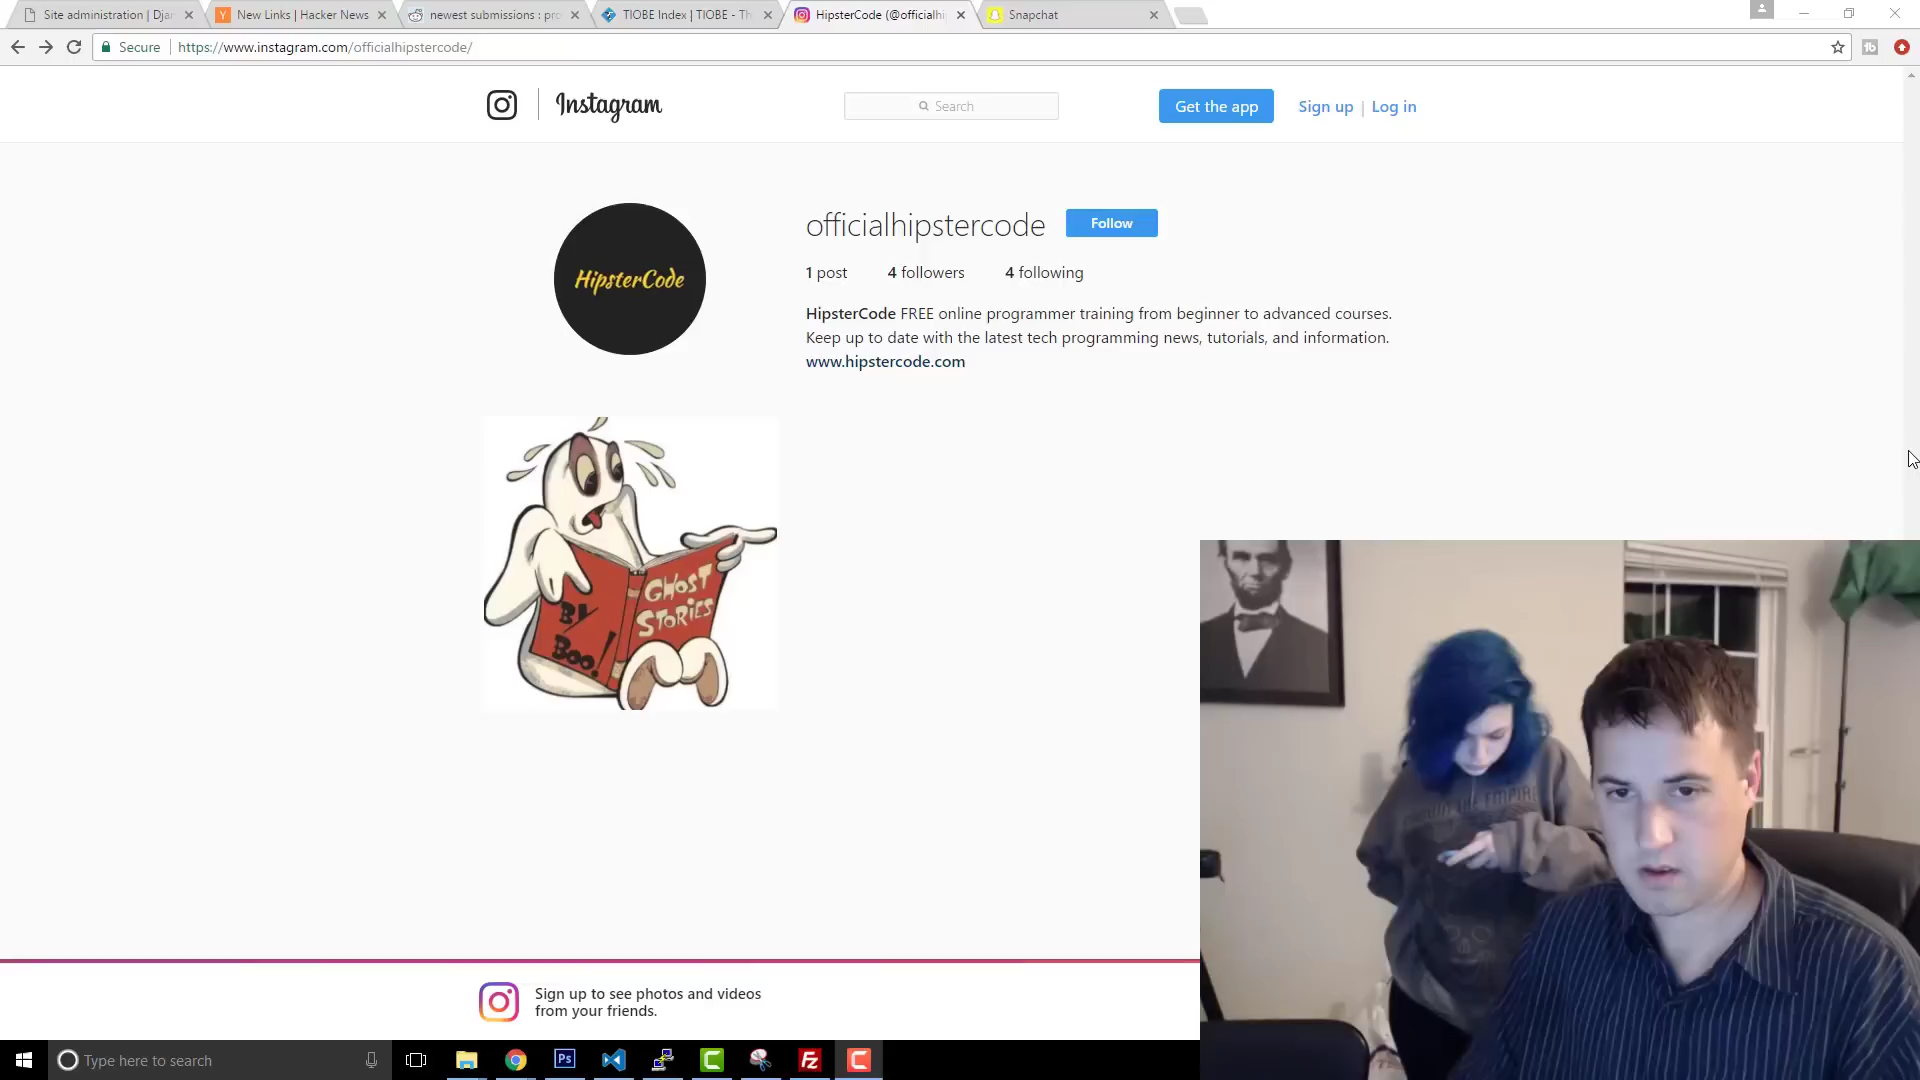 Site administration | Djan
New Links | Hacker News
newest submissions : pro
TIOBE Index | TIOBE - Th
HipsterCode (@officialhi
Snapchat
Secure
https://www.instagram.com/officialhipstercode/
Instagram
Search
Get the app
Sign up | Log in
HipsterCode
officialhipstercode
Follow
1 post
4 followers
4 following
HipsterCode FREE online programmer training from beginner to advanced courses.
Keep up to date with the latest tech programming news, tutorials, and information.
www.hipstercode.com
BY
Boo!
GHOST
STORIES
THE EMPIRE
Sign up to see photos and videos
from your friends.
Type here to search
Ps